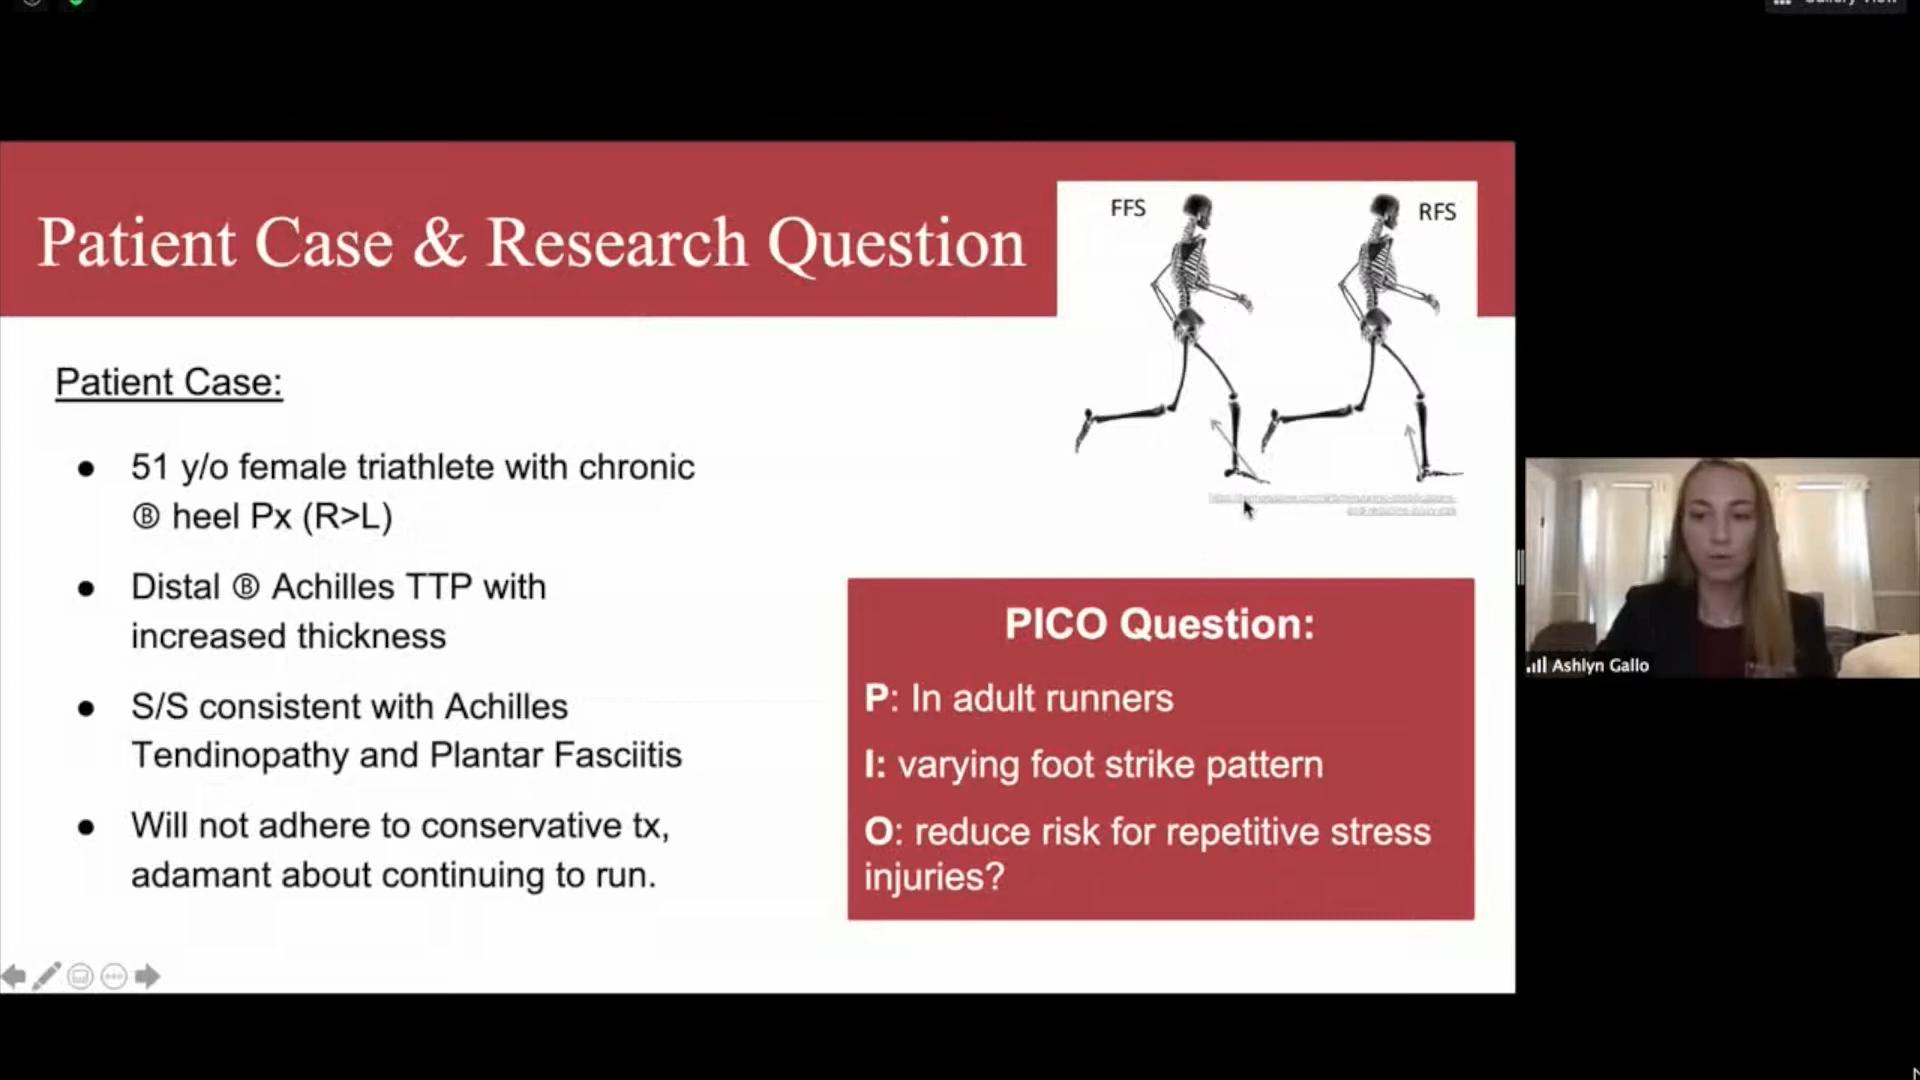 Patient Case & Research Question
FFS
RFS
Patient Case:
● 51 y/o female triathlete with chronic
Ⓑ heel Px (R>L)
● Distal Ⓑ Achilles TTP with
increased thickness
● S/S consistent with Achilles
Tendinopathy and Plantar Fasciitis
● Will not adhere to conservative tx,
adamant about continuing to run.
PICO Question:
P: In adult runners
I: varying foot strike pattern
O: reduce risk for repetitive stress
injuries?
Ashlyn Gallo